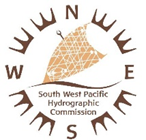 N
W E
South West Pacific
Hydrographic
Commission
S